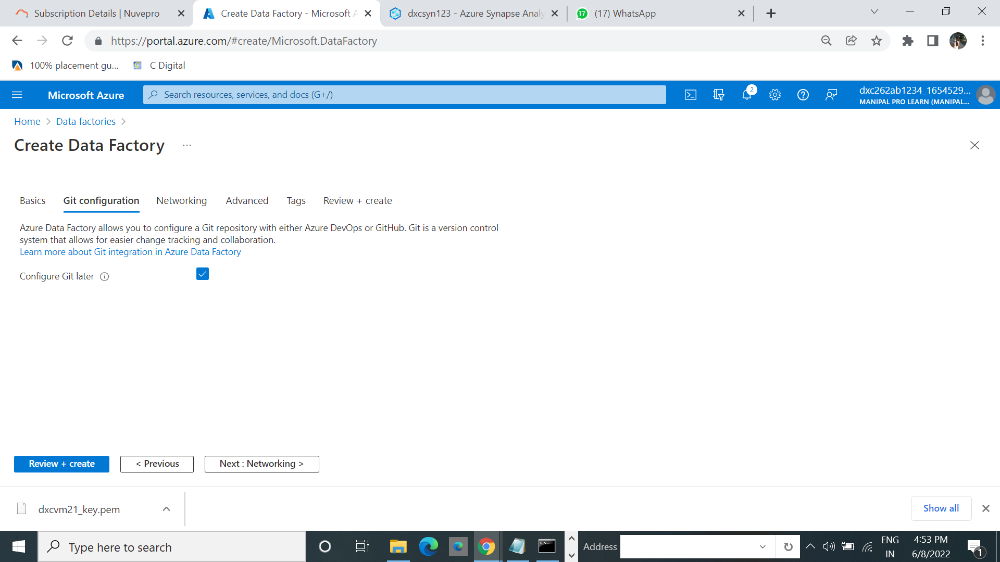 Subscription Details | Nuvepro
Create Data Factory - Microsoft A
dxcsyn123 - Azure Synapse Analy
17
(17) WhatsApp
https://portal.azure.com/#create/Microsoft.DataFactory
100% placement gu...
C Digital
Microsoft Azure
Search resources, services, and docs (G+/)
2
dxc262ab1234_1654529...
MANIPAL PRO LEARN (MANIPAL...
Home > Data factories >
Create Data Factory ...
Basics
Git configuration
Networking
Advanced
Tags
Review + create
Azure Data Factory allows you to configure a Git repository with either Azure DevOps or GitHub. Git is a version control
system that allows for easier change tracking and collaboration.
Learn more about Git integration in Azure Data Factory
Configure Git later
Review + create
< Previous
Next : Networking >
dxcvm21_key.pem
Show all
Type here to search
Address
ENG
IN
4:53 PM
6/8/2022
1